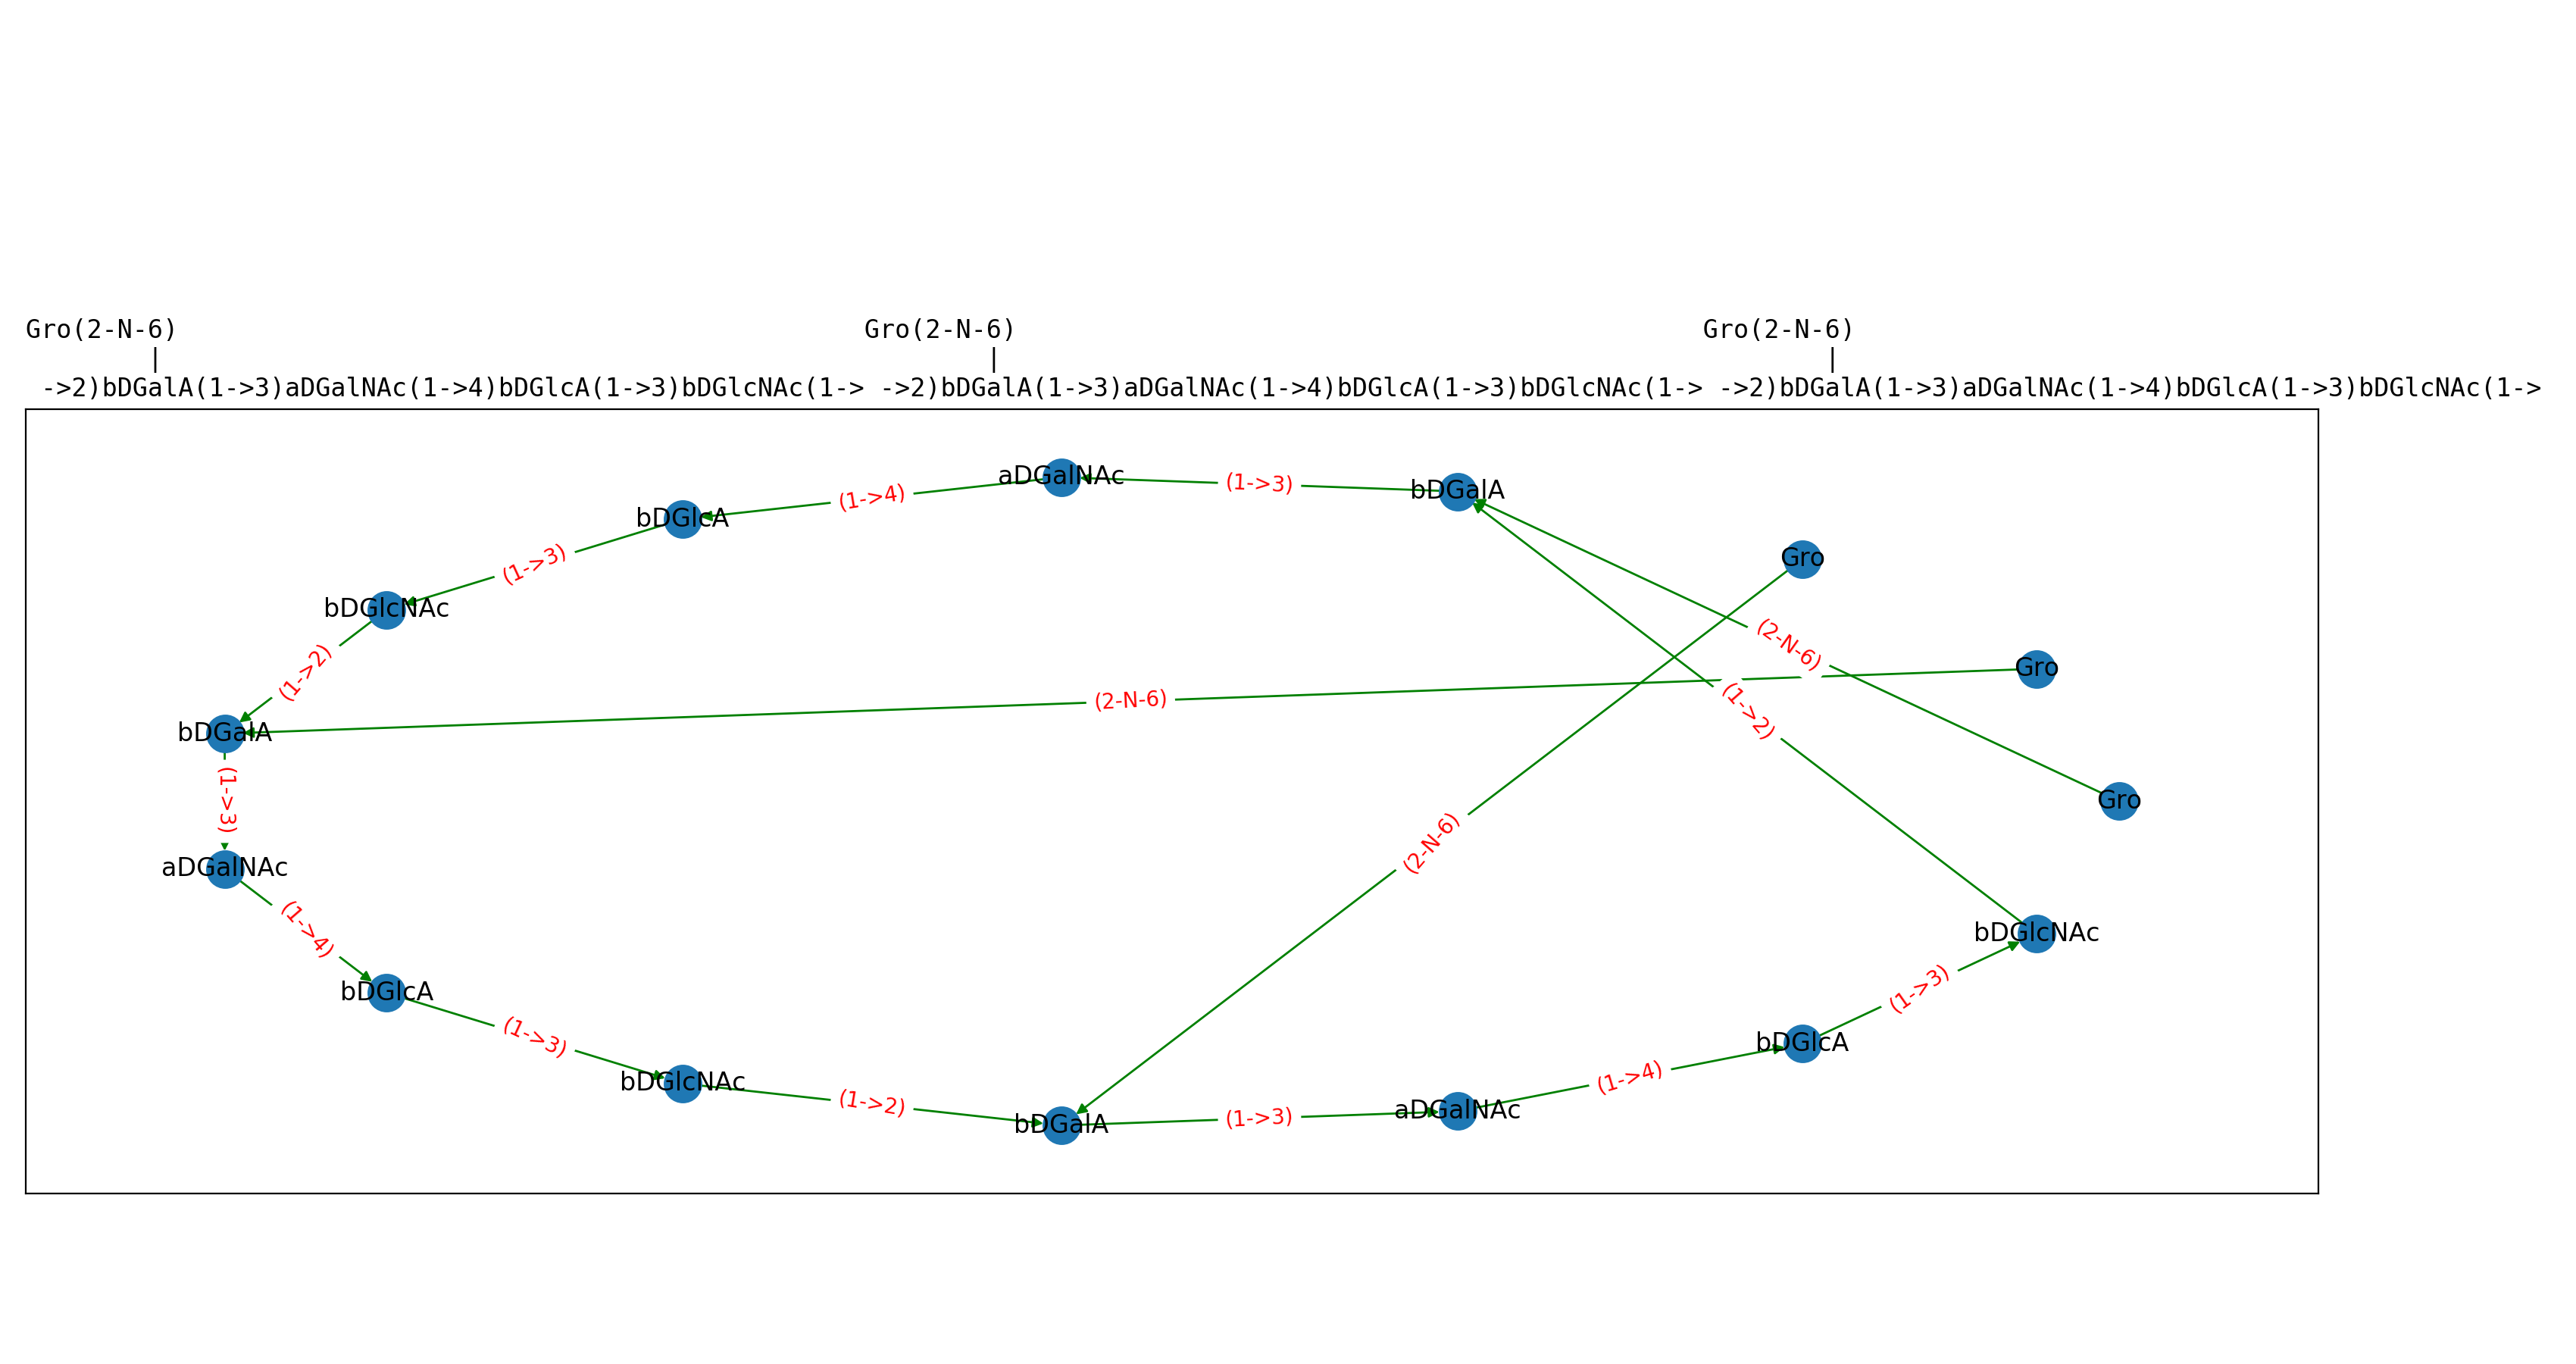 Gro(2-N-6) Gro(2-N-6) Gro(2-N-6)
| | |
->2)bDGalA(1->3)aDGalNAc(1->4)bDGlcA(1->3)bDGlcNAc(1-> ->2)bDGalA(1->3)aDGalNAc(1->4)bDGlcA(1->3)bDGlcNAc(1-> ->2)bDGalA(1->3)aDGalNAc(1->4)bDGlcA(1->3)bDGlcNAc(1->
aDGalNAc
(1->3)
bDGalA
(1->4)
bDGlcA
(1->3)
Gro
bDGlcNAc
(2-N-6)
(1->2)
Gro
(2-N-6)
(1->2)
bDGalA
(1->3)
Gro
(2-N-6)
aDGalNAc
(1->4)
bDGlcNAc
bDGlcA
(1->3)
(1->3)
bDGlcA
(1->4)
bDGlcNAc
(1->2)
bDGalA
(1->3)
aDGalNAc